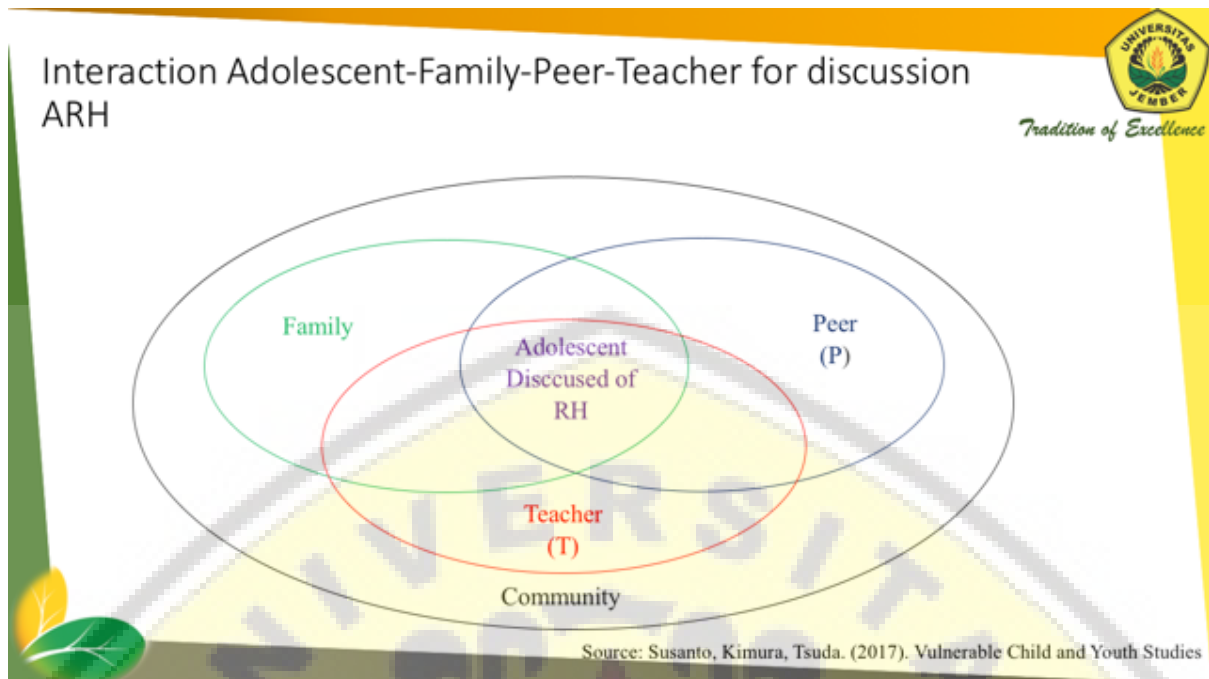 Interaction Adolescent-Family-Peer-Teacher for discussion
ARH
UNIVERSITAS
JEMBER
Tradition of Excellence
Family
Peer
(P)
Adolescent
Disccused of
RH
Teacher
(T)
Community
UNIVERSITA
Source: Susanto, Kimura, Tsuda. (2017). Vulnerable Child and Youth Studies